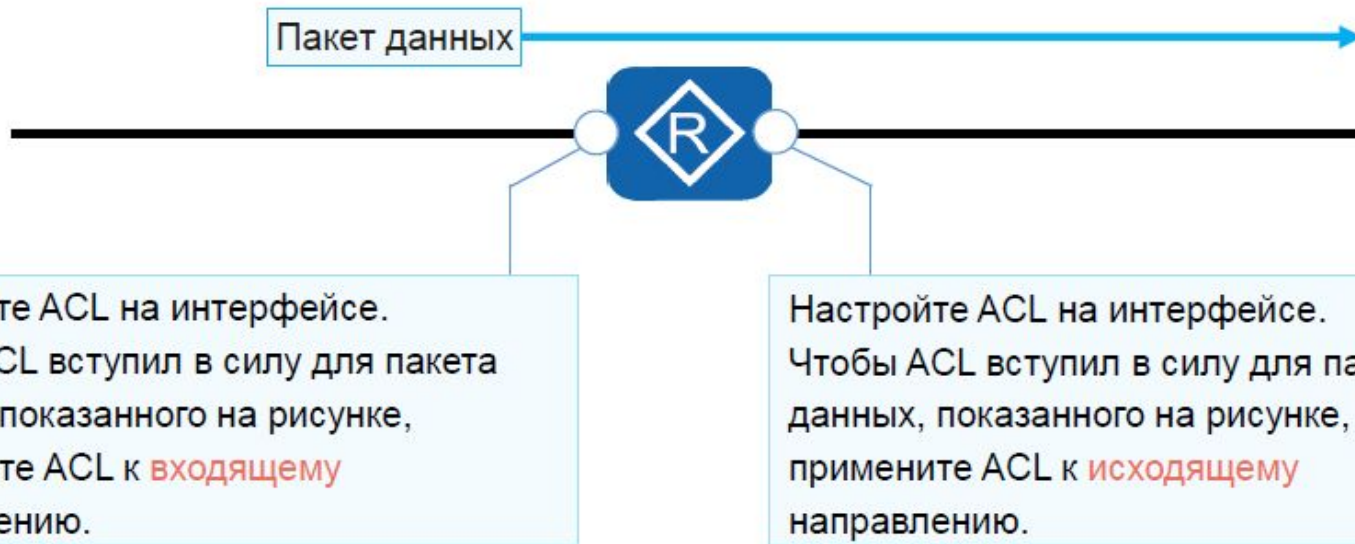 Пакет данных
R
те ACL на интерфейсе.
CL вступил в силу для пакета
показанного на рисунке,
те ACL к входящему
ению.
Настройте ACL на интерфейсе.
Чтобы ACL вступил в силу для па
данных, показанного на рисунке,
примените ACL к исходящему
направлению.